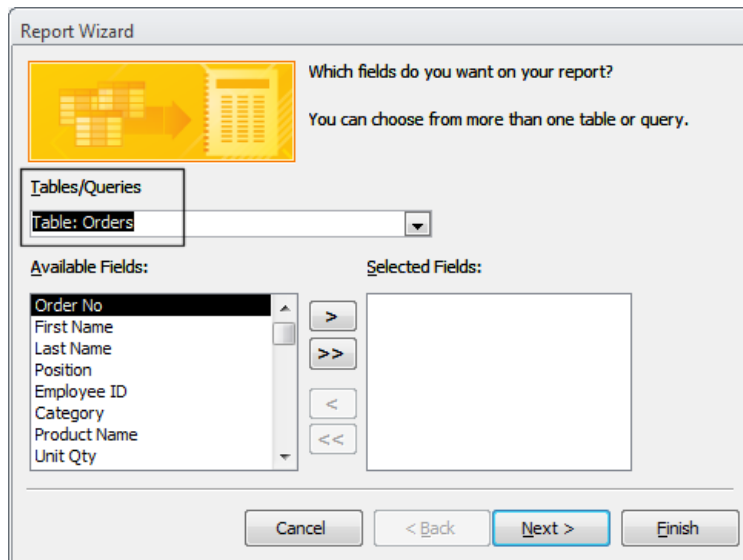 Report Wizard
Which fields do you want on your report?
You can choose from more than one table or query.
Tables/Queries
Table: Orders
Available Fields:
Selected Fields:
Order No
First Name
Last Name
Position
Employee ID
Category
Product Name
Unit Qty
>
>>
<
<<
Cancel
< Back
Next >
Finish